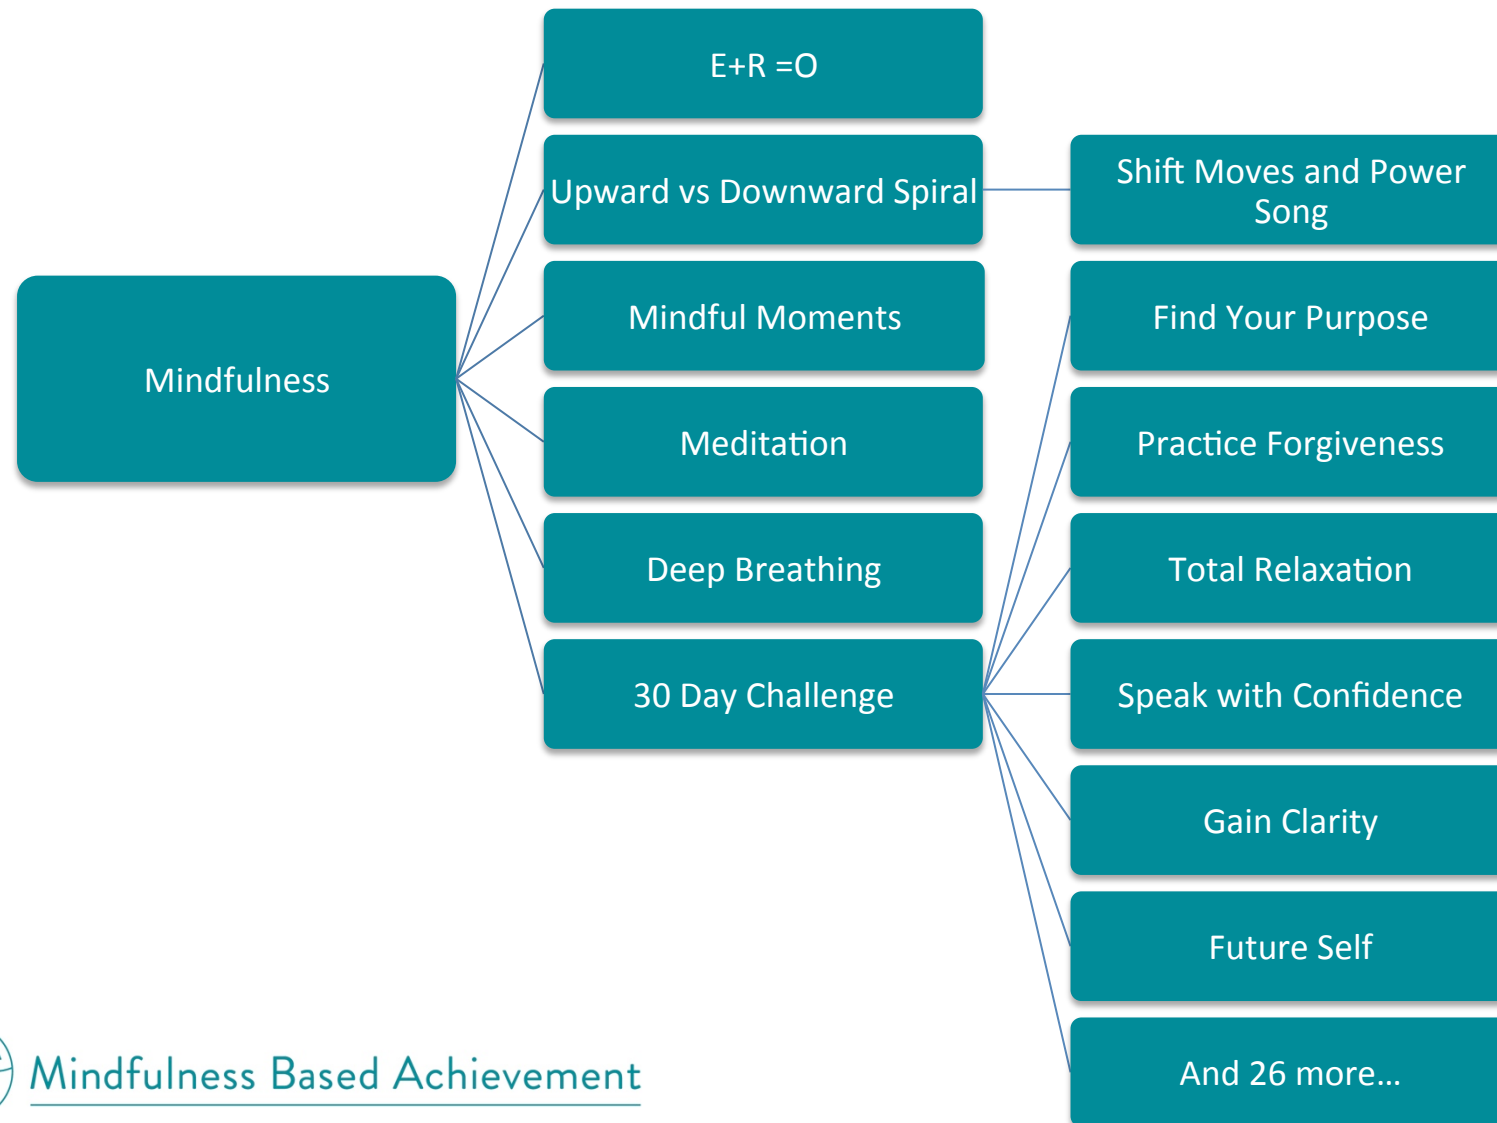 E+R =O
Upward vs Downward Spiral
Shift Moves and Power
Song
Mindfulness
Mindful Moments
Find Your Purpose
Meditation
Practice Forgiveness
Deep Breathing
Total Relaxation
30 Day Challenge
Speak with Confidence
Gain Clarity
Future Self
And 26 more...
Mindfulness Based Achievement